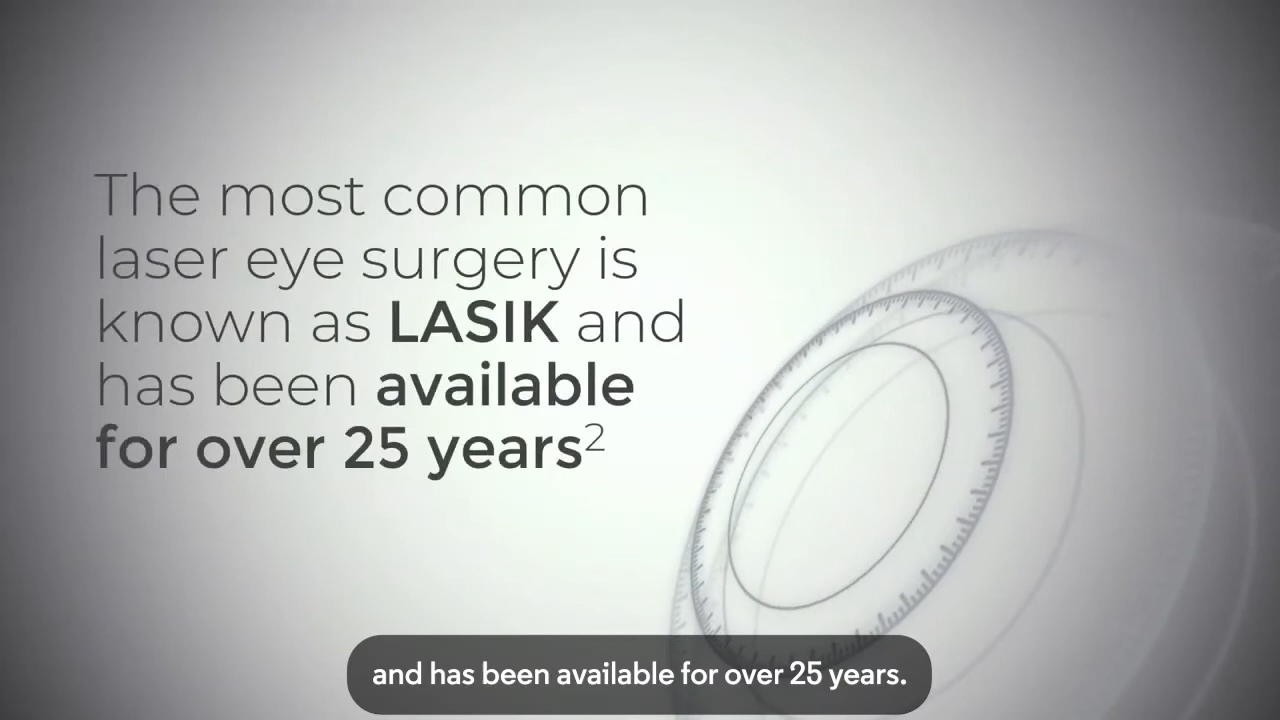 The most common
laser eye surgery is
known as LASIK and
has been available
for over 25 years²
and has been available for over 25 years.